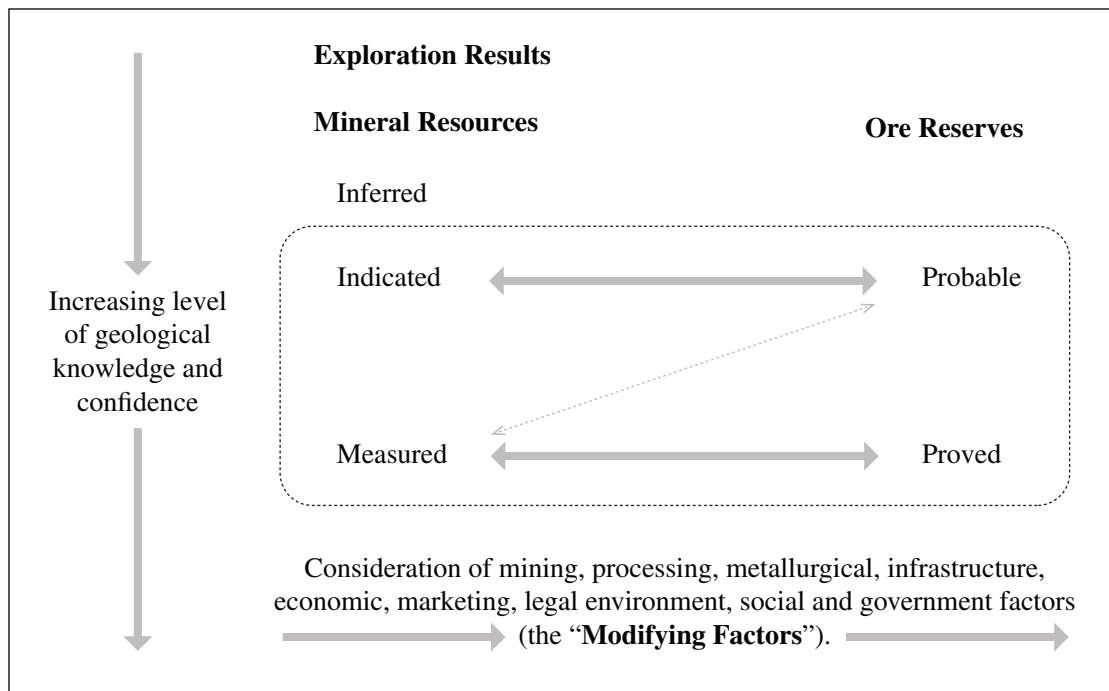 Exploration Results
Mineral Resources
Ore Reserves
Inferred
Indicated
Probable
Increasing level
of geological
knowledge and
confidence
Measured
Proved
Consideration of mining, processing, metallurgical, infrastructure,
economic, marketing, legal environment, social and government factors
(the “Modifying Factors”).